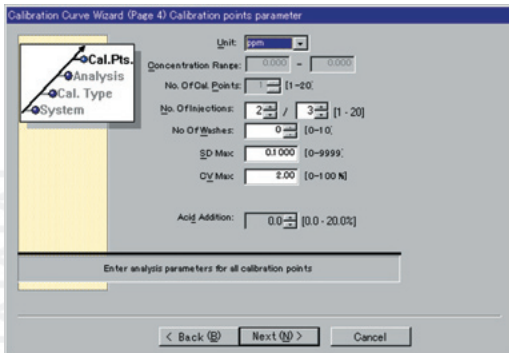 Calibration Curve Wizard (Page 4) Calibration points parameter
Cal.Pts.
Analysis
Cal. Type
System
Unit: ppm
Concentration Range: 0.000 - 0.000
No. Of Cal. Points: 1 [1-20]
No. Of Injections: 2 / 3 [1 - 20]
No Of Washes: 0 [0-10]
SD Max: 0.1000 [0-9999]
CV Max: 2.00 [0-100 %]
Acid Addition: 0.0 [0.0 - 20.0%]
Enter analysis parameters for all calibration points
< Back (B) Next (N) > Cancel